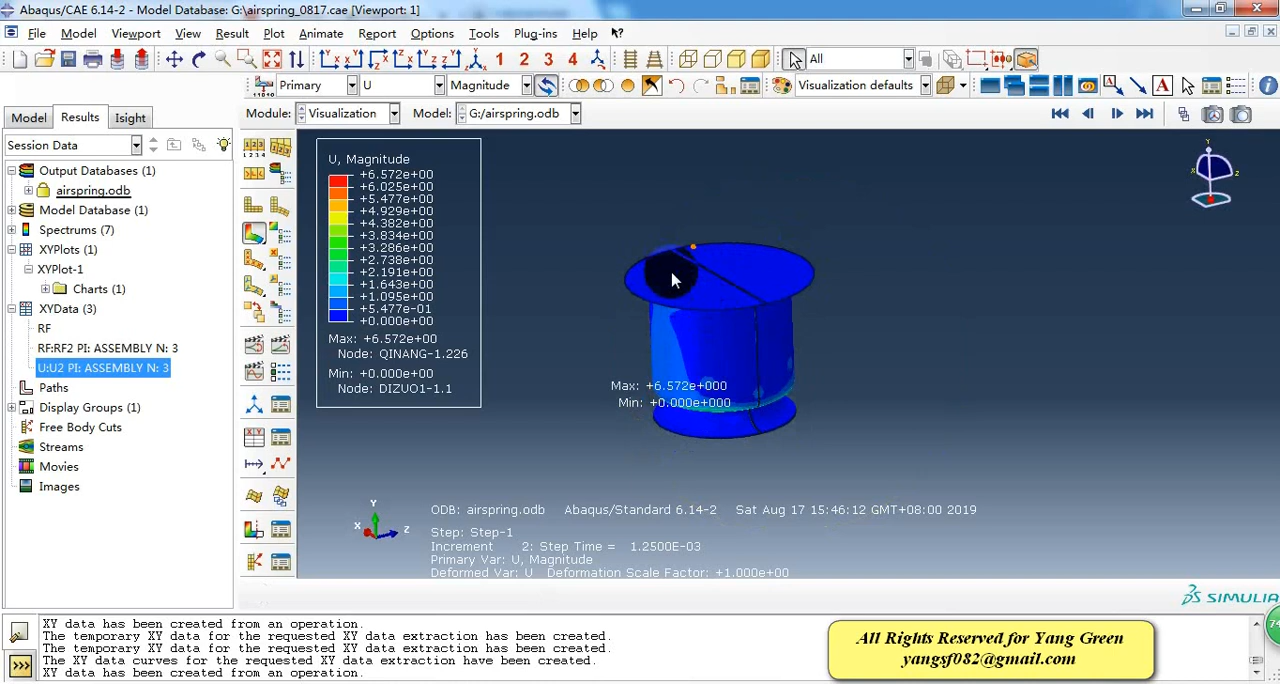 Abaqus/CAE 6.14-2 - Model Database: G:\airspring_0817.cae [Viewport: 1]
File Model Viewport View Result Plot Animate Report Options Tools Plug-ins Help
1 2 3 4 All
Primary U Magnitude Visualization defaults
Model Results Isight Module: Visualization Model: G:/airspring.odb
Session Data
Output Databases (1)
airspring.odb
Model Database (1)
Spectrums (7)
XYPlots (1)
XYPlot-1
Charts (1)
XYData (3)
RF
RF:RF2 PI: ASSEMBLY N: 3
U:U2 PI: ASSEMBLY N: 3
Paths
Display Groups (1)
Free Body Cuts
Streams
Movies
Images
U, Magnitude
+6.572e+00
+6.025e+00
+5.477e+00
+4.929e+00
+4.382e+00
+3.834e+00
+3.286e+00
+2.739e+00
+2.191e+00
+1.643e+00
+1.095e+00
+5.477e-01
+0.000e+00
Max: +6.572e+00
Node: QINANG-1.226
Min: +0.000e+00
Node: DIZUO1-1.1
Max: +6.572e+000
Min: +0.000e+000
Y
X
Z
Y
X
Z
ODB: airspring.odb Abaqus/Standard 6.14-2 Sat Aug 17 15:46:12 GMT+08:00 2019
Step: Step-1
Increment 2: Step Time = 1.2500E-03
Primary Var: U, Magnitude
Deformed Var: U Deformation Scale Factor: +1.000e+00
SIMULIA
XY data has been created from an operation.
The temporary XY data for the requested XY data extraction has been created.
The temporary XY data for the requested XY data extraction has been created.
The XY data curves for the requested XY data extraction have been created.
XY data has been created from an operation.
74
All Rights Reserved for Yang Green
yangsf082@gmail.com